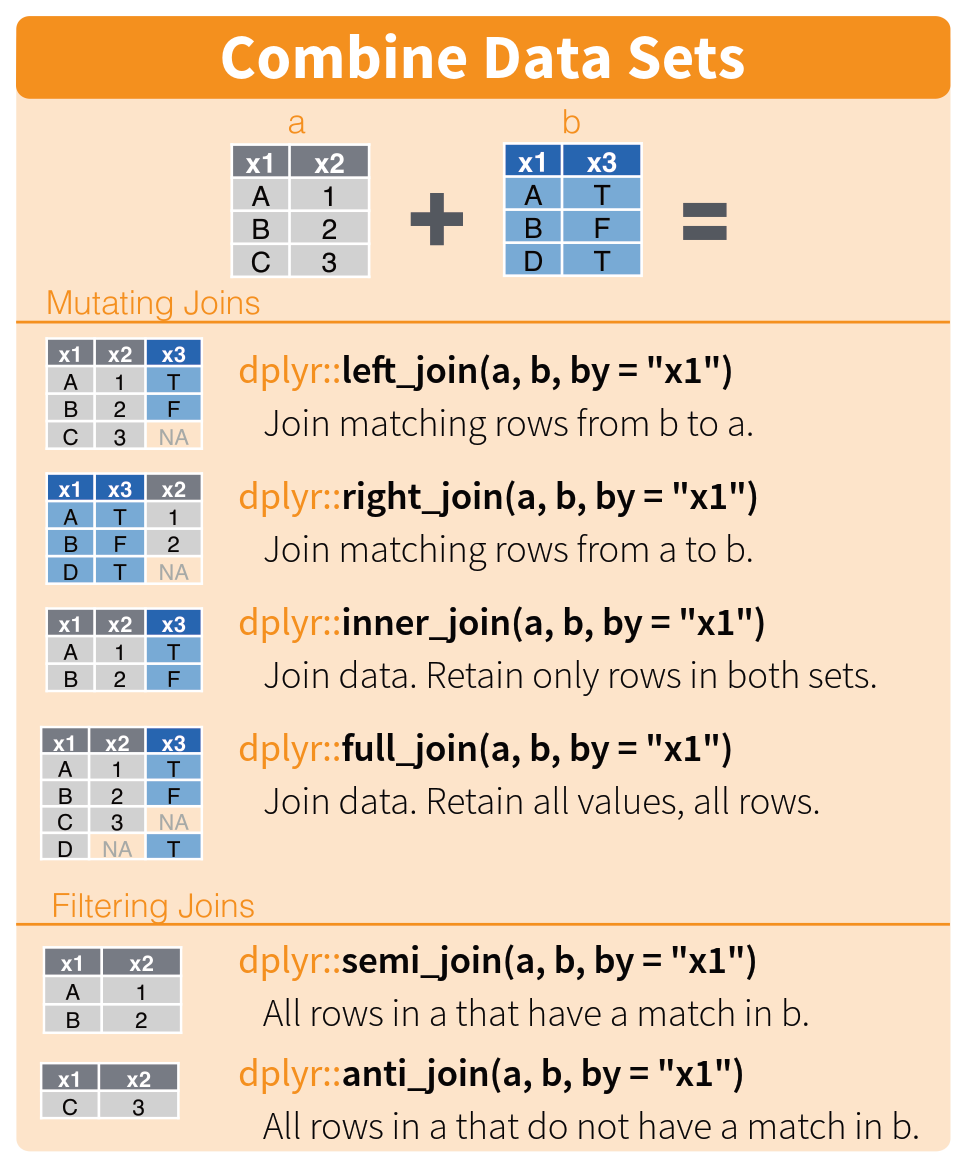 Combine Data Sets
a b
x1 x2 x1 x3
A 1 A T
B 2 B F
C 3 D T
+ =
Mutating Joins
x1 x2 x3
A 1 T
B 2 F
C 3 NA
dplyr::left_join(a, b, by = "x1")
Join matching rows from b to a.
x1 x3 x2
A T 1
B F 2
D T NA
dplyr::right_join(a, b, by = "x1")
Join matching rows from a to b.
x1 x2 x3
A 1 T
B 2 F
dplyr::inner_join(a, b, by = "x1")
Join data. Retain only rows in both sets.
x1 x2 x3
A 1 T
B 2 F
C 3 NA
D NA T
dplyr::full_join(a, b, by = "x1")
Join data. Retain all values, all rows.
Filtering Joins
x1 x2
A 1
B 2
dplyr::semi_join(a, b, by = "x1")
All rows in a that have a match in b.
x1 x2
C 3
dplyr::anti_join(a, b, by = "x1")
All rows in a that do not have a match in b.